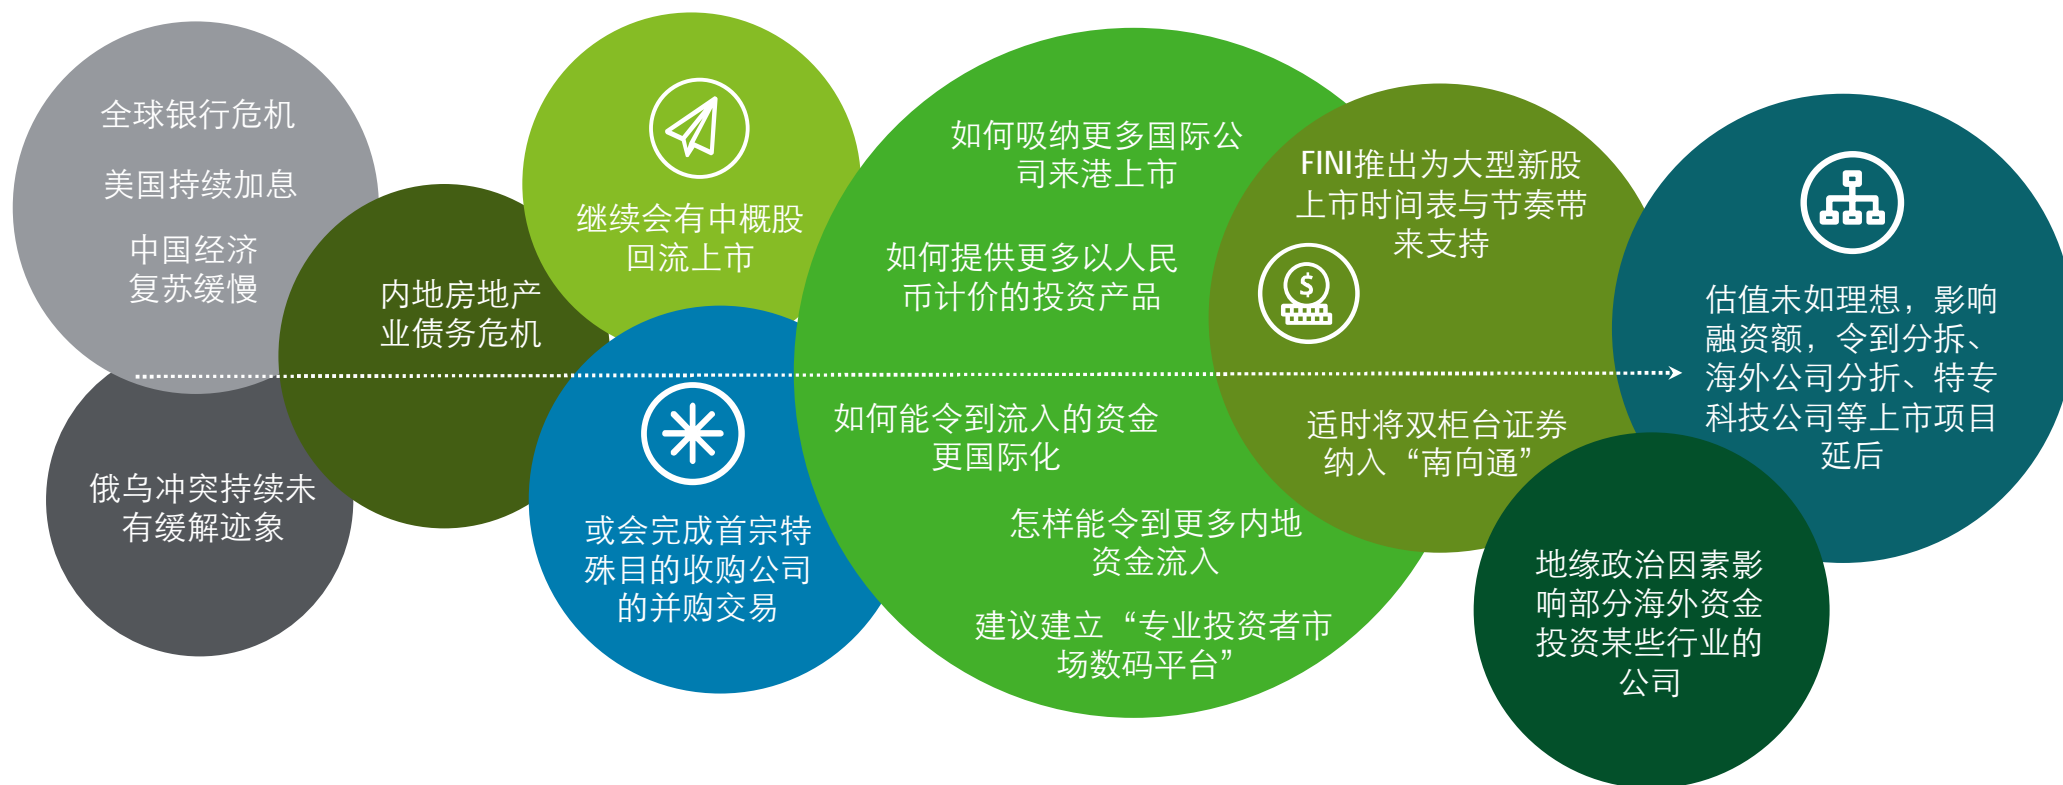 全球银行危机
美国持续加息
中国经济
复苏缓慢
俄乌冲突持续未
有缓解迹象
内地房地产
业债务危机
继续会有中概股
回流上市
或会完成首宗特
殊目的收购公司
的并购交易
如何吸纳更多国际公
司来港上市
如何提供更多以人民
币计价的投资产品
如何能令到流入的资金
更国际化
怎样能令到更多内地
资金流入
建议建立“专业投资者市
场数码平台”
FINI推出为大型新股
上市时间表与节奏带
来支持
$
适时将双柜台证券
纳入“南向通”
估值未如理想，影响
融资额，令到分拆、
海外公司分折、特专
科技公司等上市项目
延后
地缘政治因素影
响部分海外资金
投资某些行业的
公司